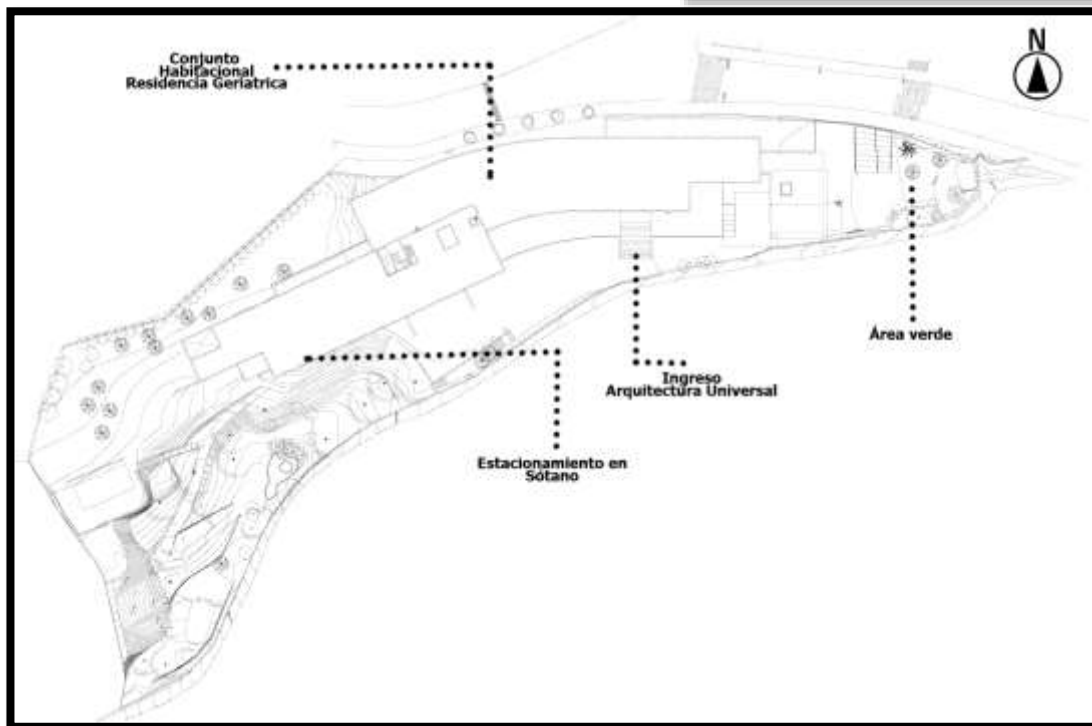 Conjunto
Habitacional
Residencia Geriatrica
N
Área verde
Ingreso
Arquitectura Universal
Estacionamiento en
Sótano